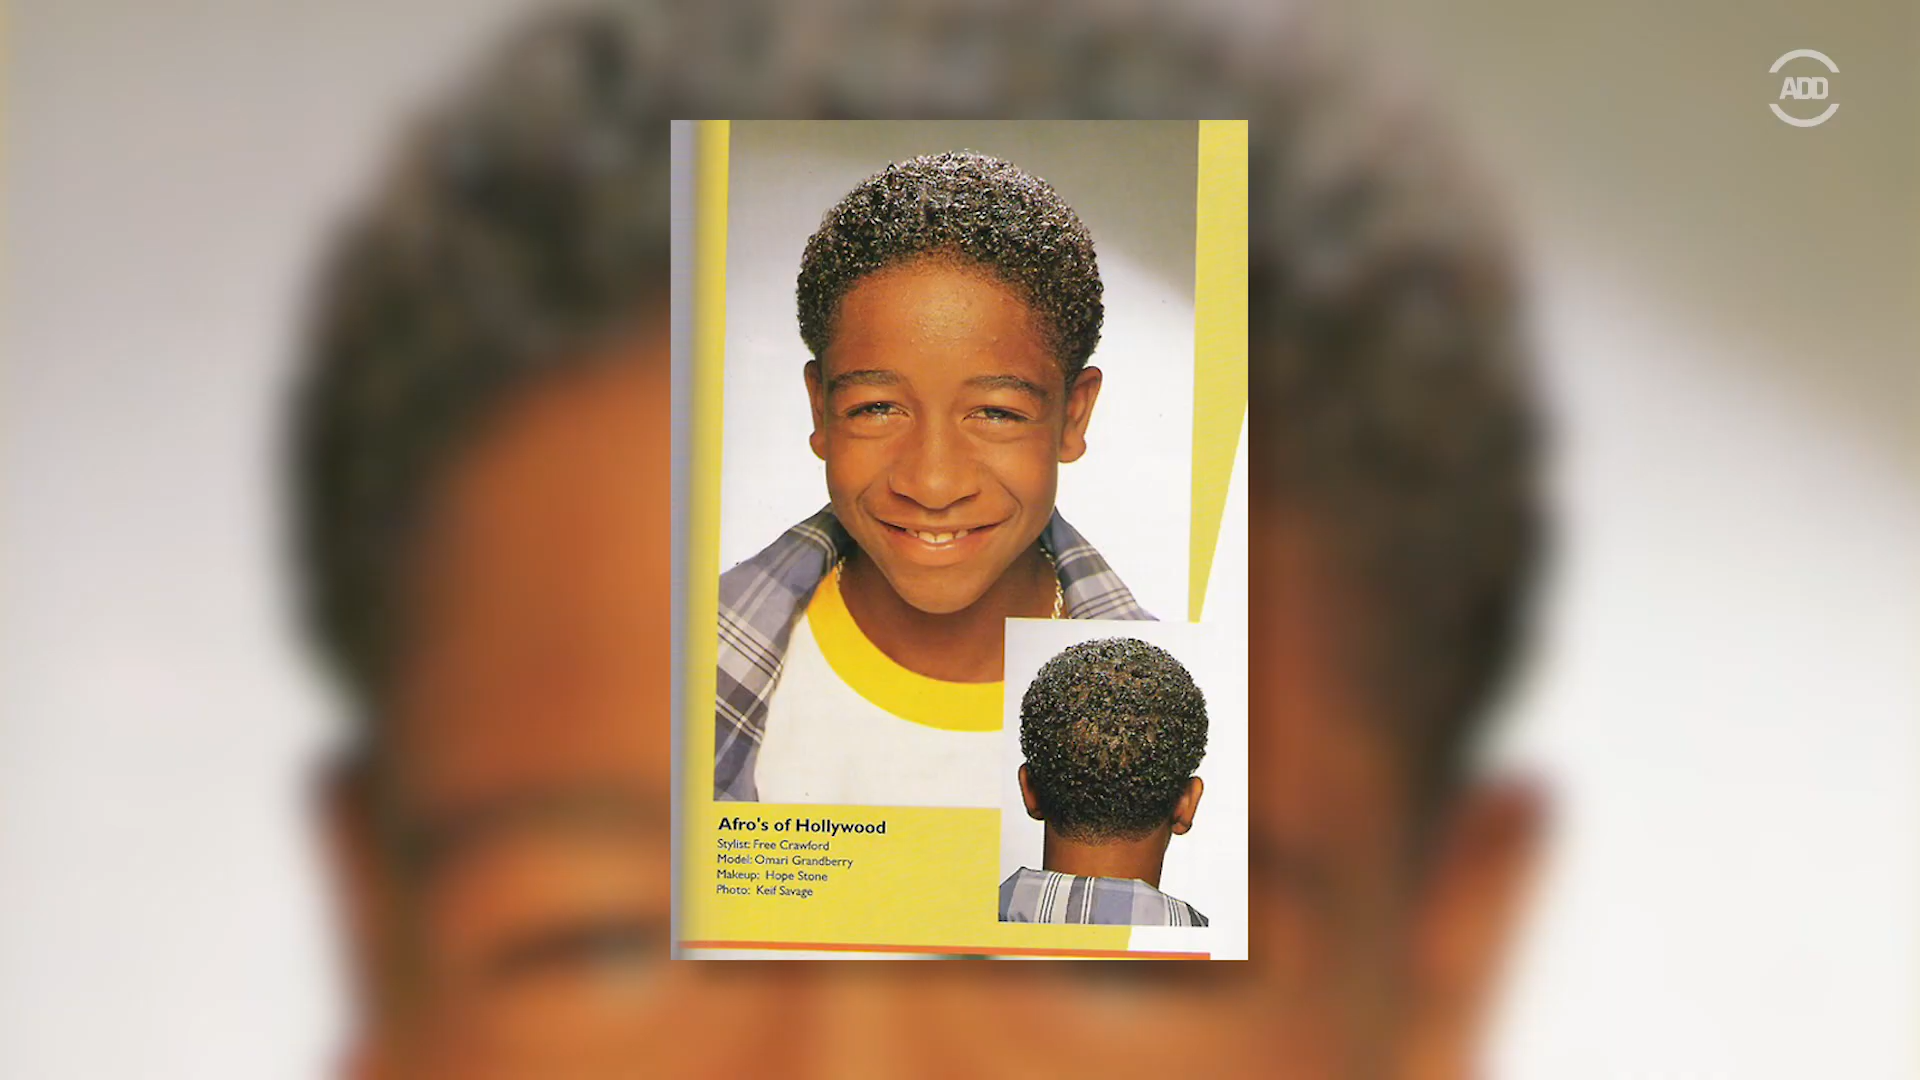 ADD
Afro's of Hollywood
Stylist: Free Crawford
Model: Omari Grandberry
Makeup: Hope Stone
Photo: Keif Savage